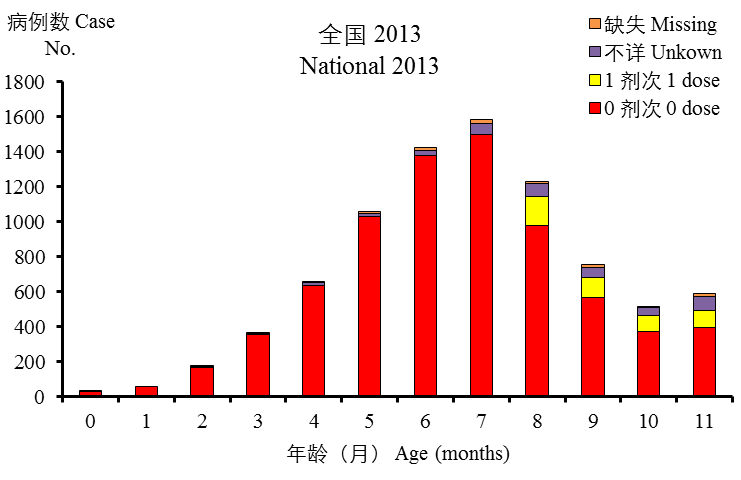 病例数 Case
No.
全国 2013
National 2013
缺失 Missing
不详 Unkown
1 剂次 1 dose
0 剂次 0 dose
1800
1600
1400
1200
1000
800
600
400
200
0
0 1 2 3 4 5 6 7 8 9 10 11
年龄（月）Age (months)